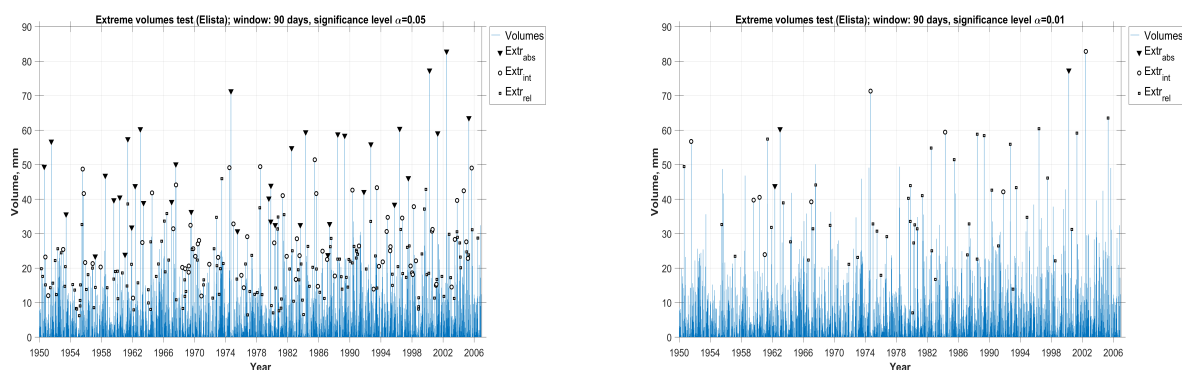 Extreme volumes test (Elista); window: 90 days, significance level α=0.05
90
80
70
60
50
40
30
20
10
0
Volume, mm
1950 1954 1958 1962 1966 1970 1974 1978 1982 1986 1990 1994 1998 2002 2006
Year
Volumes
Extr_abs
Extr_int
Extr_rel
Extreme volumes test (Elista); window: 90 days, significance level α=0.01
90
80
70
60
50
40
30
20
10
0
Volume, mm
1950 1954 1958 1962 1966 1970 1974 1978 1982 1986 1990 1994 1998 2002 2006
Year
Volumes
Extr_abs
Extr_int
Extr_rel